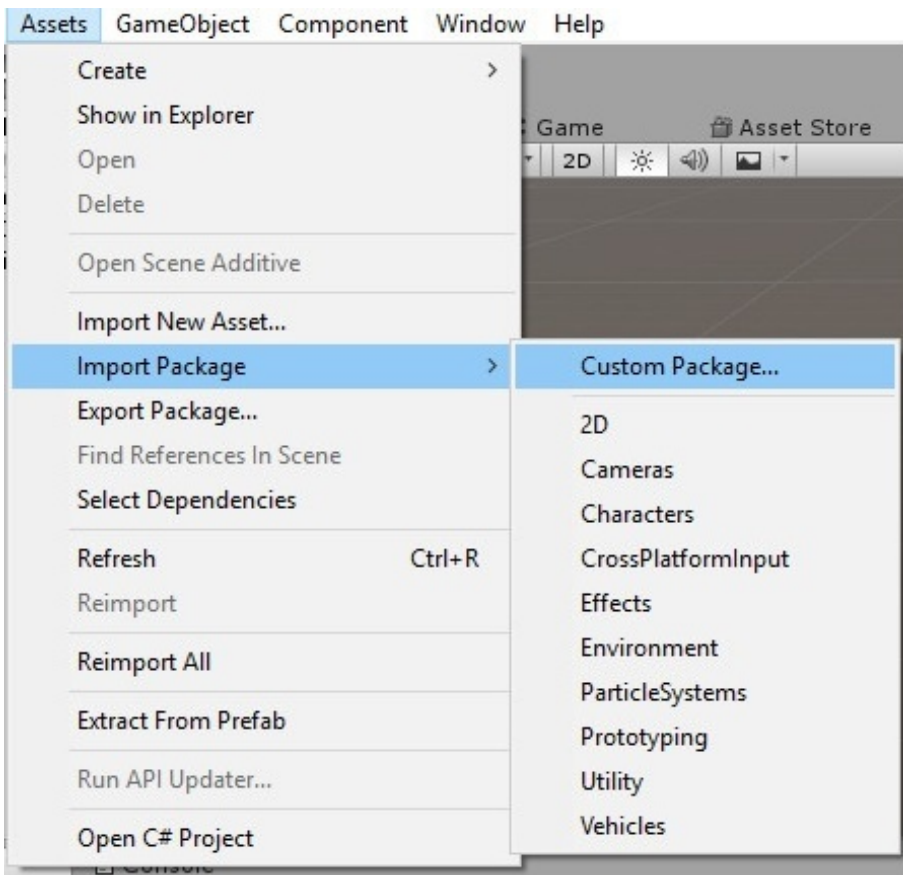 Assets GameObject Component Window Help
Create
Show in Explorer
Game Asset Store
Open
2D
Delete
Open Scene Additive
Import New Asset...
Import Package
Custom Package...
Export Package...
2D
Find References In Scene
Cameras
Select Dependencies
Characters
Refresh Ctrl+R
CrossPlatformInput
Reimport
Effects
Environment
Reimport All
ParticleSystems
Extract From Prefab
Prototyping
Run API Updater...
Utility
Vehicles
Open C# Project
Console